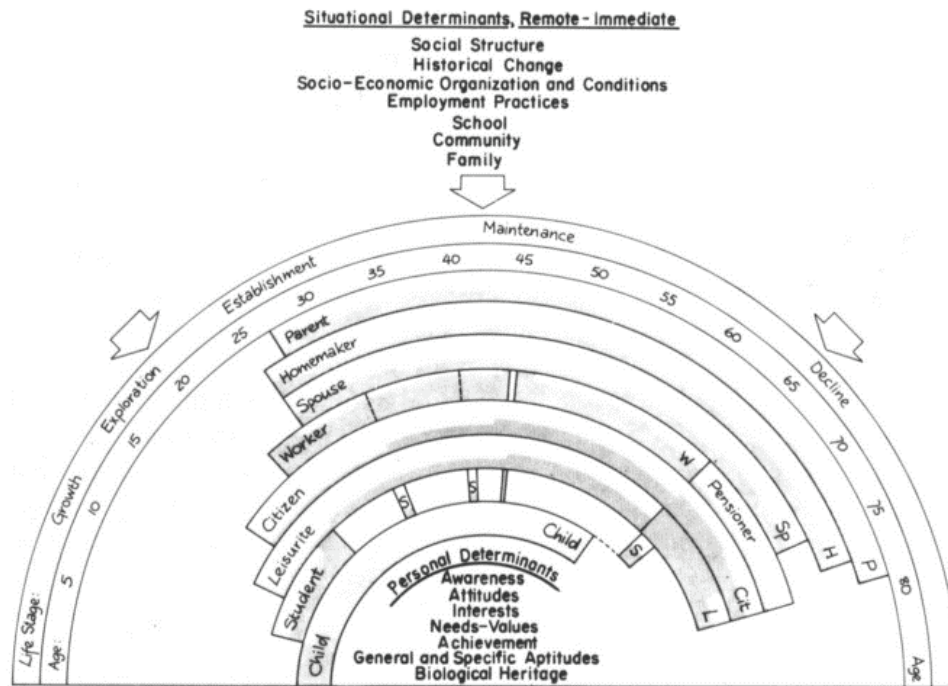 Situational Determinants, Remote-Immediate
Social Structure
Historical Change
Socio-Economic Organization and Conditions
Employment Practices
School
Community
Family
Maintenance
Establishment
Exploration
Growth
Life Stage:
Decline
Age:
5
10
15
20
25
30
35
40
45
50
55
60
65
70
75
80
Age
Parent
P
Homemaker
H
Spouse
Sp
Worker
W
Pensioner
Citizen
Cit
Leisurite
L
Student
S
S
S
Child
Child
Personal Determinants
Awareness
Attitudes
Interests
Needs-Values
Achievement
General and Specific Aptitudes
Biological Heritage